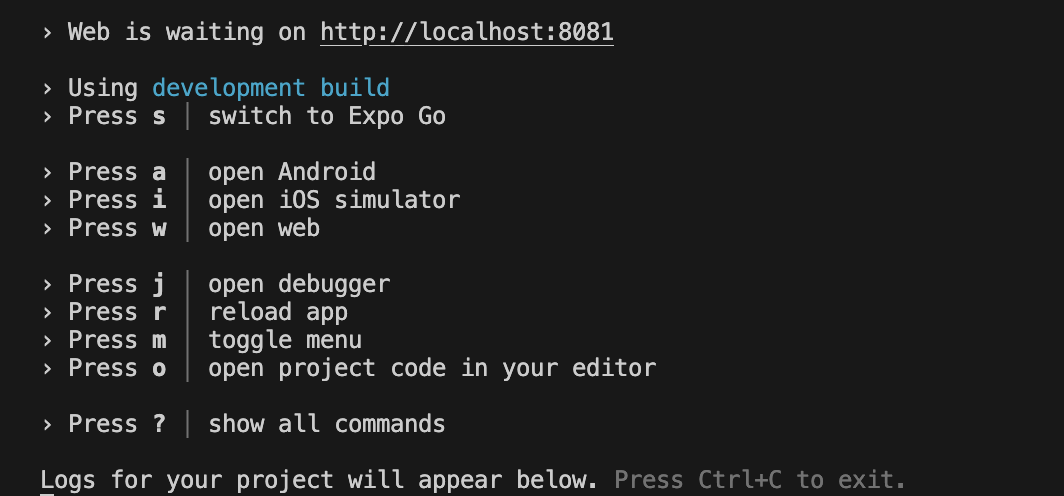 › Web is waiting on http://localhost:8081
› Using development build
› Press s │ switch to Expo Go
› Press a │ open Android
› Press i │ open iOS simulator
› Press w │ open web
› Press j │ open debugger
› Press r │ reload app
› Press m │ toggle menu
› Press o │ open project code in your editor
› Press ? │ show all commands
Logs for your project will appear below. Press Ctrl+C to exit.